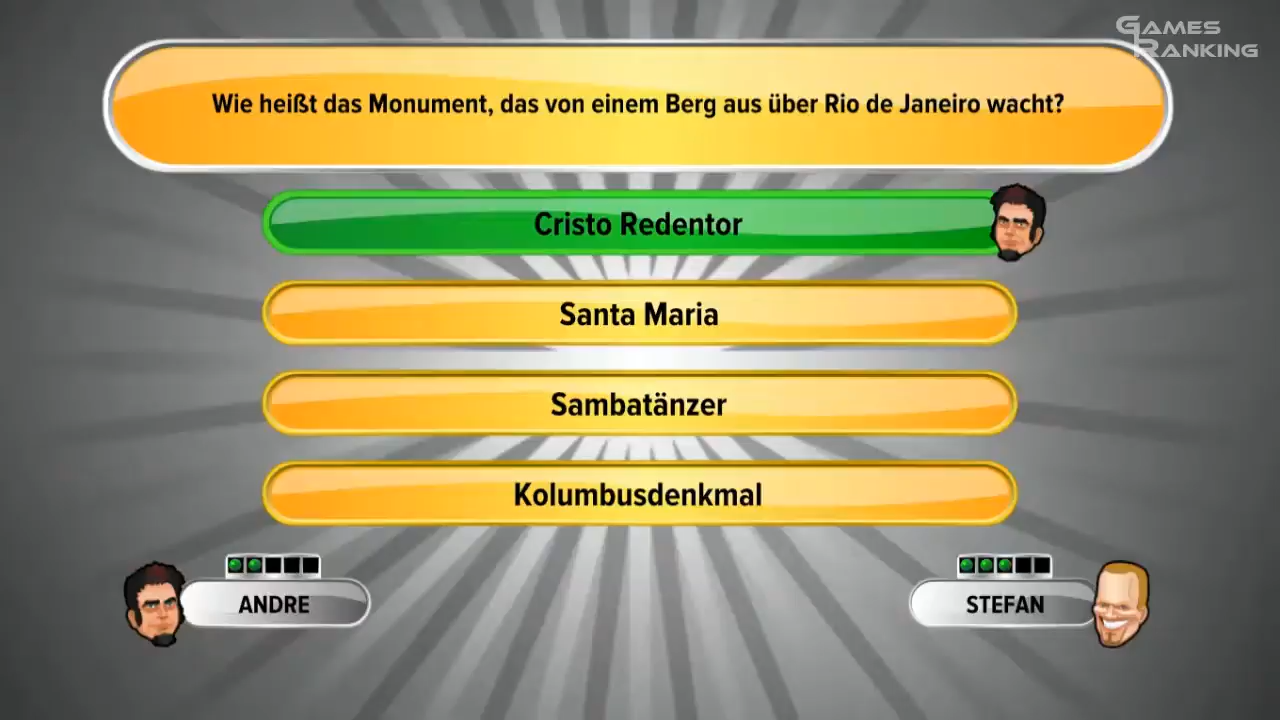 GAMES
RANKING
Wie heißt das Monument, das von einem Berg aus über Rio de Janeiro wacht?
Cristo Redentor
Santa Maria
Sambatänzer
Kolumbusdenkmal
ANDRE
STEFAN